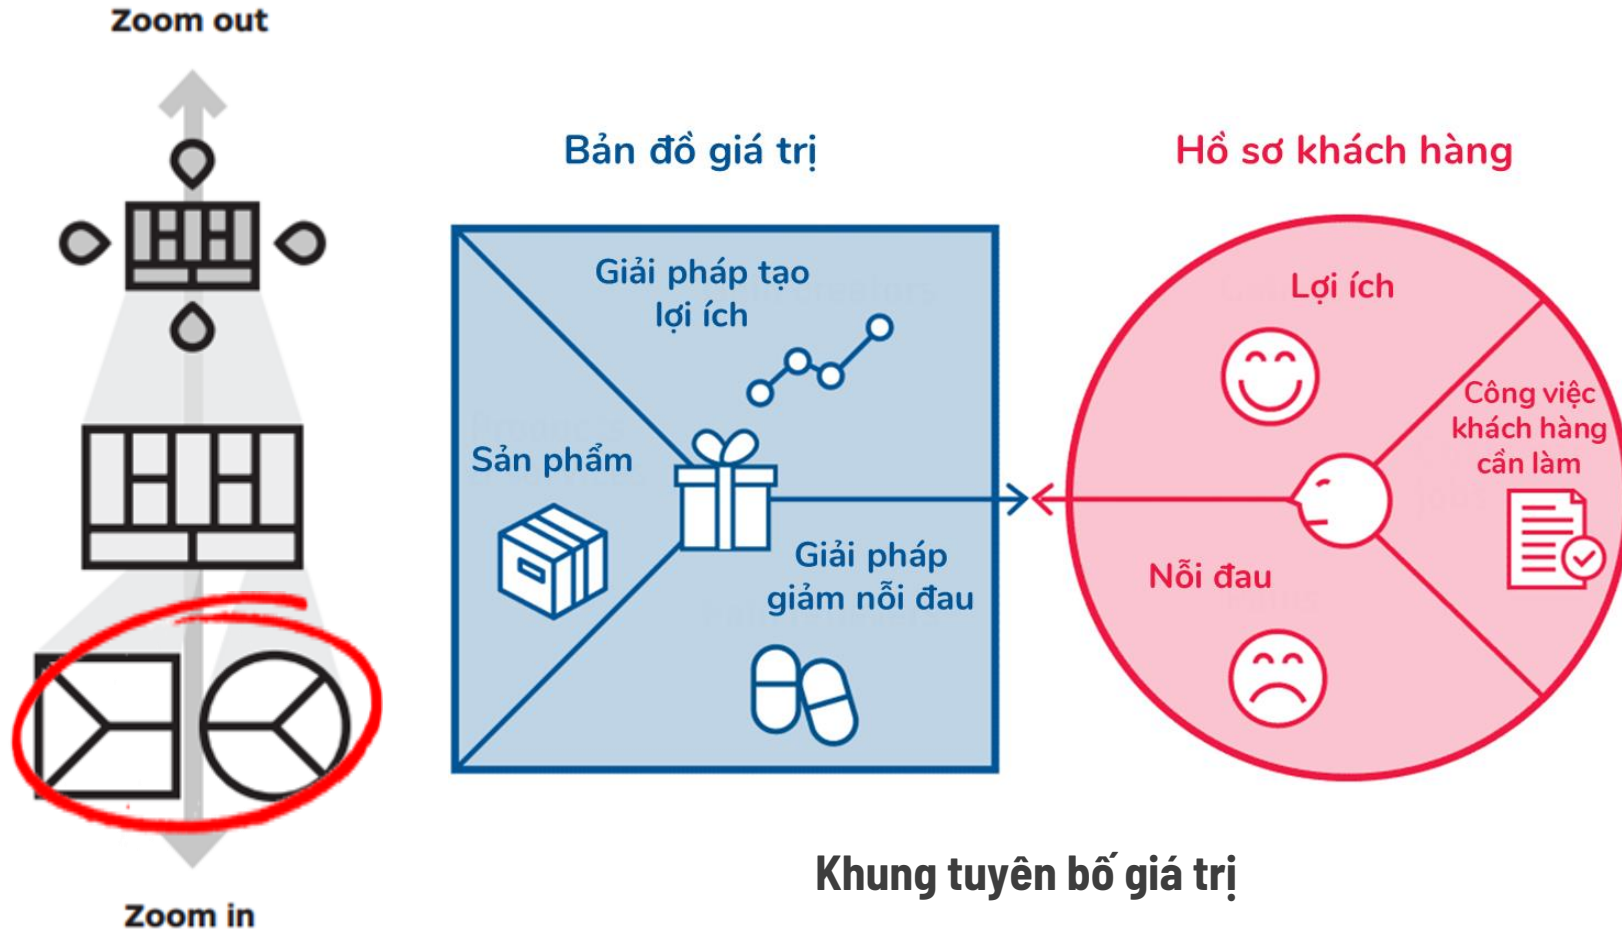 Zoom out
Bản đồ giá trị
Hồ sơ khách hàng
Giải pháp tạo
lợi ích
Sản phẩm
Giải pháp
giảm nỗi đau
Lợi ích
Công việc
khách hàng
cần làm
Nỗi đau
Khung tuyên bố giá trị
Zoom in